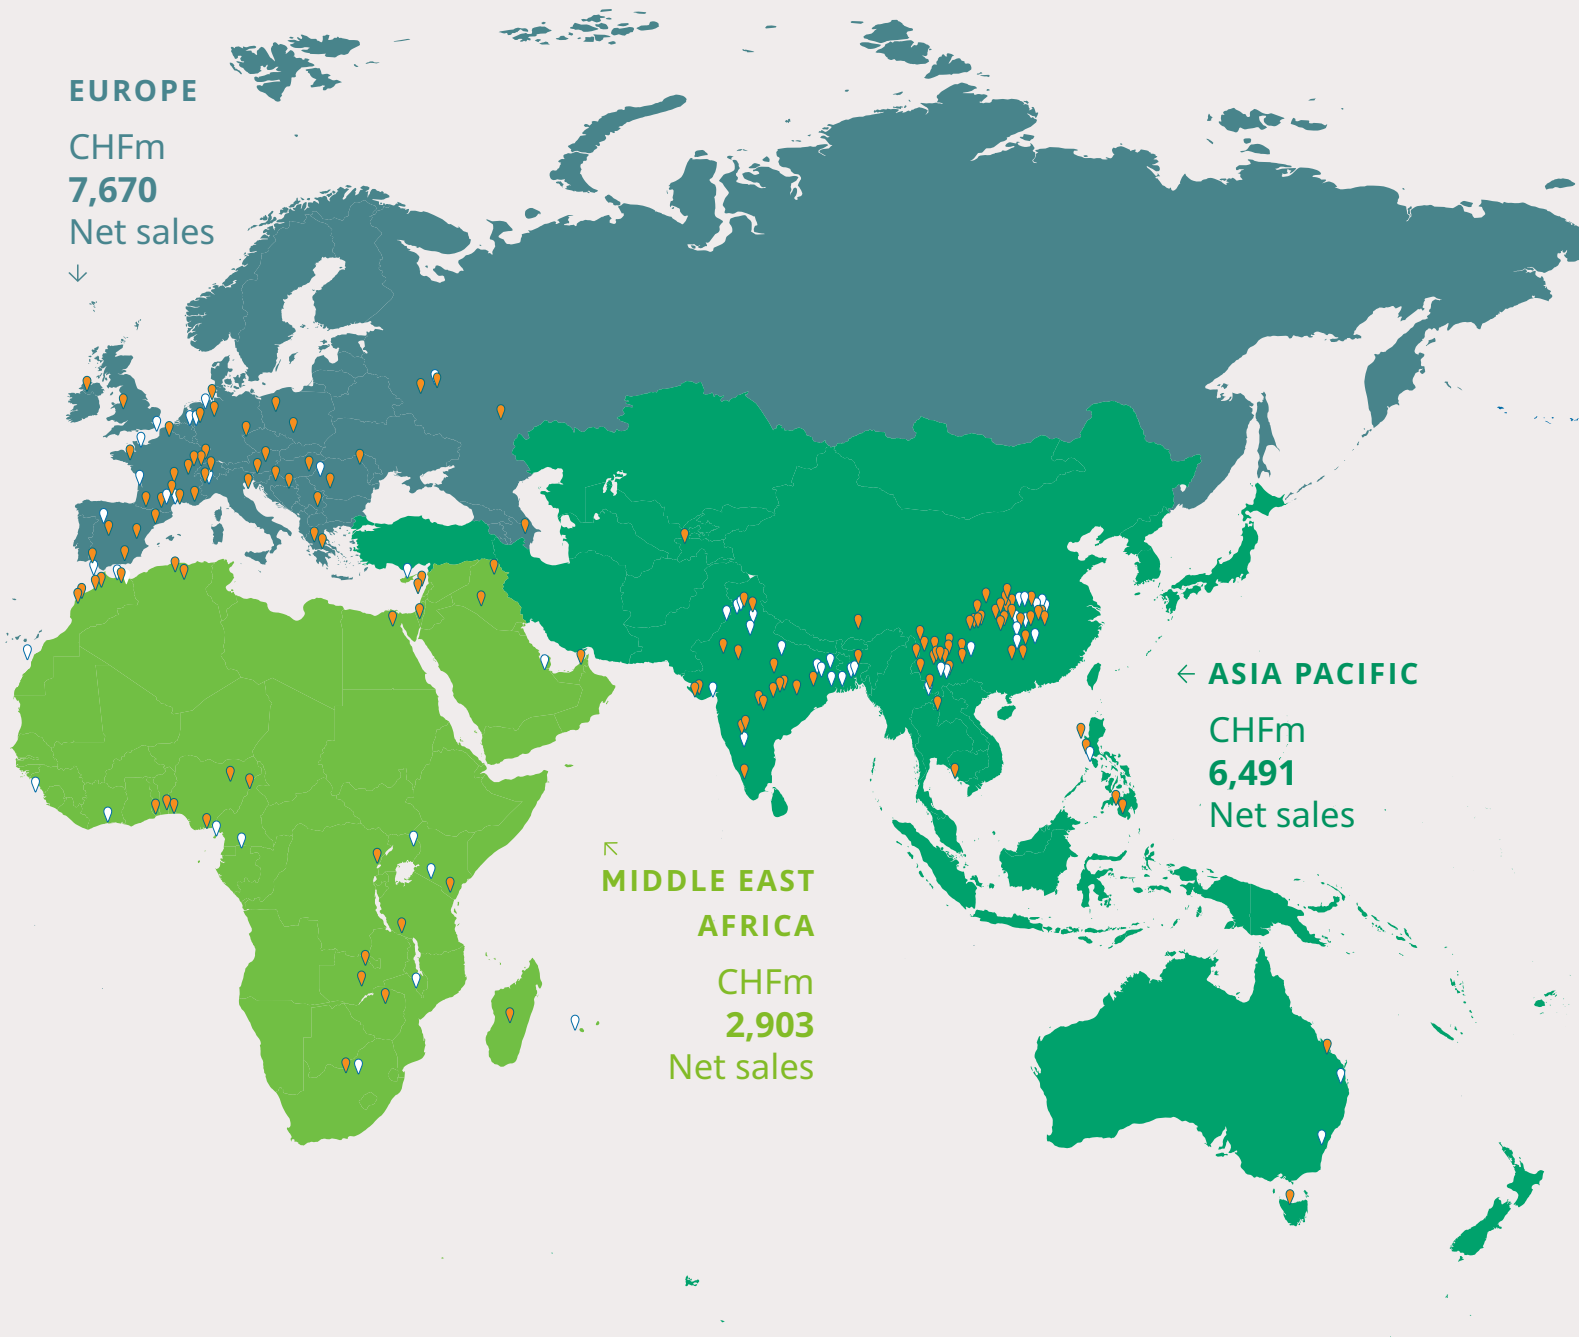 EUROPE
CHFm
7,670
Net sales
ASIA PACIFIC
CHFm
6,491
Net sales
MIDDLE EAST
AFRICA
CHFm
2,903
Net sales